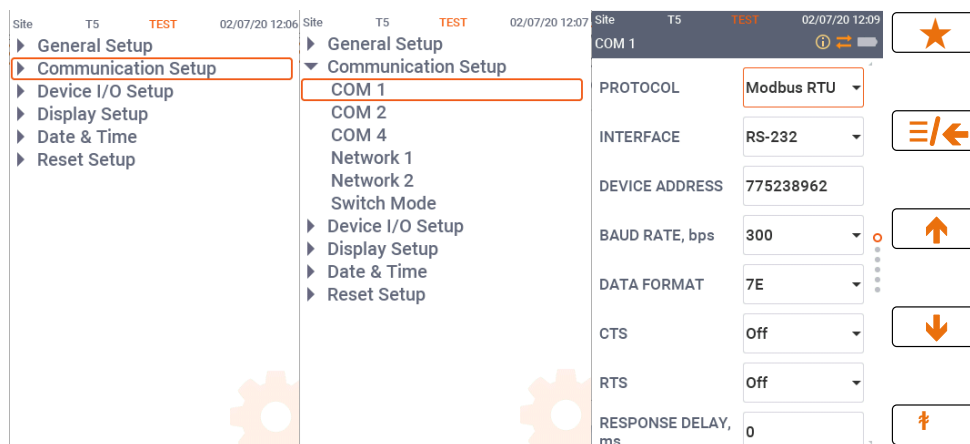 Site T5 TEST 02/07/20 12:06
General Setup
Communication Setup
Device I/O Setup
Display Setup
Date & Time
Reset Setup
Site T5 TEST 02/07/20 12:07
General Setup
Communication Setup
COM 1
COM 2
COM 4
Network 1
Network 2
Switch Mode
Device I/O Setup
Display Setup
Date & Time
Reset Setup
Site T5 TEST 02/07/20 12:09
COM 1
PROTOCOL Modbus RTU
INTERFACE RS-232
DEVICE ADDRESS 775238962
BAUD RATE, bps 300
DATA FORMAT 7E
CTS Off
RTS Off
RESPONSE DELAY, 0
ms